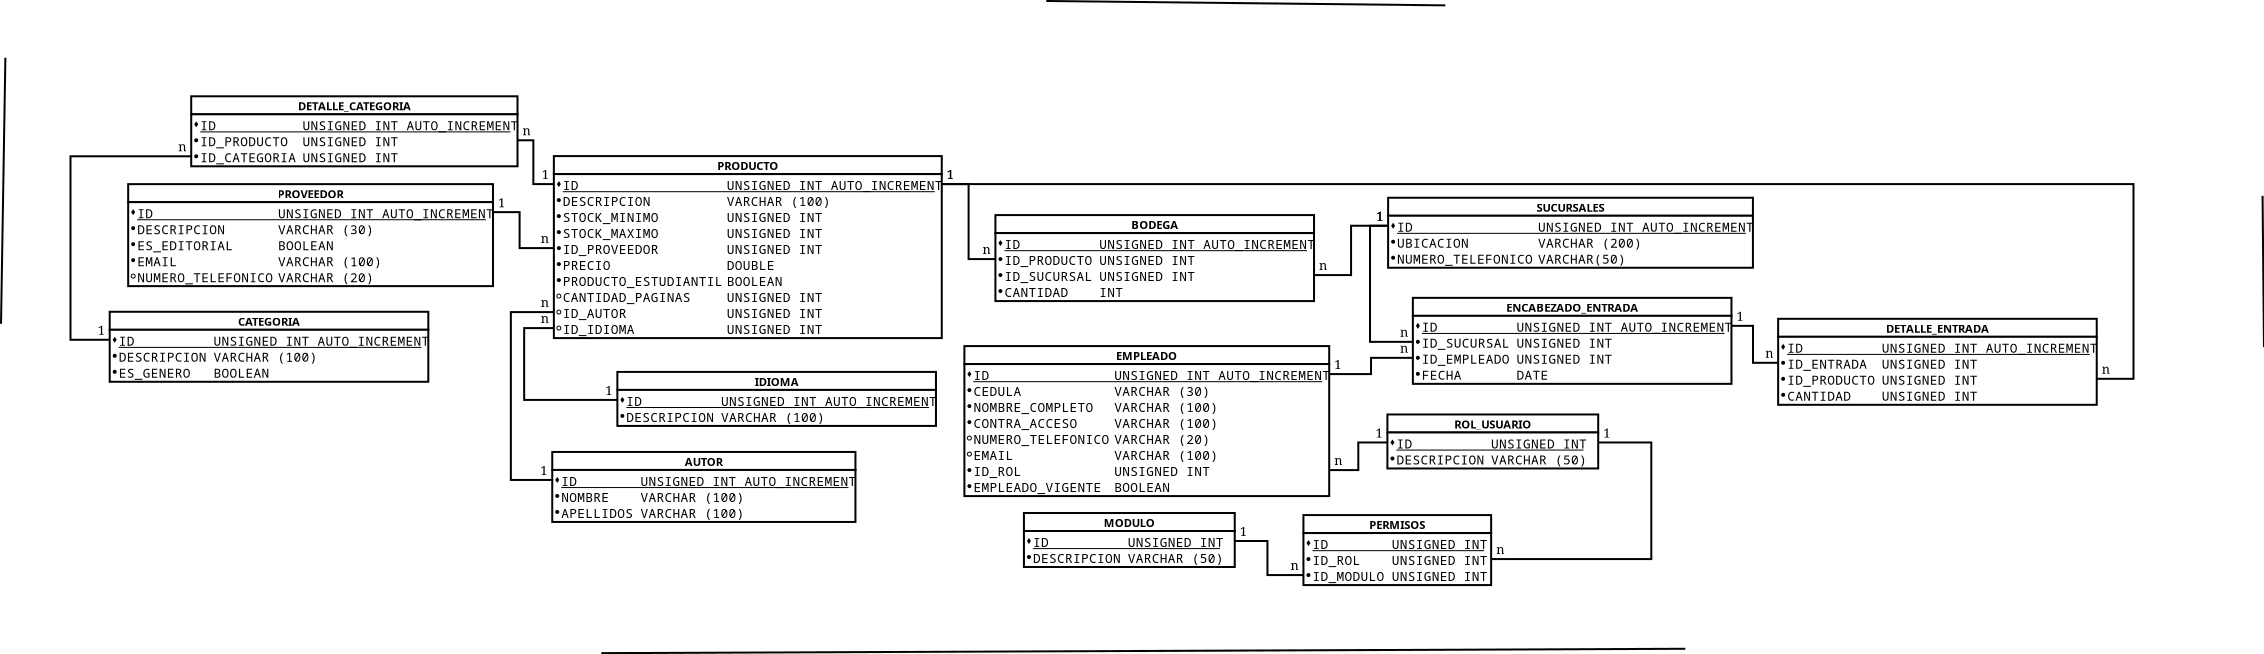 DETALLE_CATEGORIA
ID UNSIGNED INT AUTO_INCREMENT
ID_PRODUCTO UNSIGNED INT
ID_CATEGORIA UNSIGNED INT
n
n
PROVEEDOR
ID UNSIGNED INT AUTO_INCREMENT
DESCRIPCION VARCHAR (30)
ES_EDITORIAL BOOLEAN
EMAIL VARCHAR (100)
NUMERO_TELEFONICO VARCHAR (20)
1
CATEGORIA
ID UNSIGNED INT AUTO_INCREMENT
DESCRIPCION VARCHAR (100)
ES_GENERO BOOLEAN
1
PRODUCTO
ID UNSIGNED INT AUTO_INCREMENT
DESCRIPCION VARCHAR (100)
STOCK_MINIMO UNSIGNED INT
STOCK_MAXIMO UNSIGNED INT
ID_PROVEEDOR UNSIGNED INT
PRECIO DOUBLE
PRODUCTO_ESTUDIANTIL BOOLEAN
CANTIDAD_PAGINAS UNSIGNED INT
ID_AUTOR UNSIGNED INT
ID_IDIOMA UNSIGNED INT
1
n
n
n
1
IDIOMA
ID UNSIGNED INT AUTO_INCREMENT
DESCRIPCION VARCHAR (100)
1
AUTOR
ID UNSIGNED INT AUTO_INCREMENT
NOMBRE VARCHAR (100)
APELLIDOS VARCHAR (100)
1
BODEGA
ID UNSIGNED INT AUTO_INCREMENT
ID_PRODUCTO UNSIGNED INT
ID_SUCURSAL UNSIGNED INT
CANTIDAD INT
n
n
SUCURSALES
ID UNSIGNED INT AUTO_INCREMENT
UBICACION VARCHAR (200)
NUMERO_TELEFONICO VARCHAR(50)
1
ENCABEZADO_ENTRADA
ID UNSIGNED INT AUTO_INCREMENT
ID_SUCURSAL UNSIGNED INT
ID_EMPLEADO UNSIGNED INT
FECHA DATE
n
n
1
DETALLE_ENTRADA
ID UNSIGNED INT AUTO_INCREMENT
ID_ENTRADA UNSIGNED INT
ID_PRODUCTO UNSIGNED INT
CANTIDAD UNSIGNED INT
n
n
EMPLEADO
ID UNSIGNED INT AUTO_INCREMENT
CEDULA VARCHAR (30)
NOMBRE_COMPLETO VARCHAR (100)
CONTRA_ACCESO VARCHAR (100)
NUMERO_TELEFONICO VARCHAR (20)
EMAIL VARCHAR (100)
ID_ROL UNSIGNED INT
EMPLEADO_VIGENTE BOOLEAN
1
n
ROL_USUARIO
ID UNSIGNED INT
DESCRIPCION VARCHAR (50)
1
1
MODULO
ID UNSIGNED INT
DESCRIPCION VARCHAR (50)
1
PERMISOS
ID UNSIGNED INT
ID_ROL UNSIGNED INT
ID_MODULO UNSIGNED INT
n
n